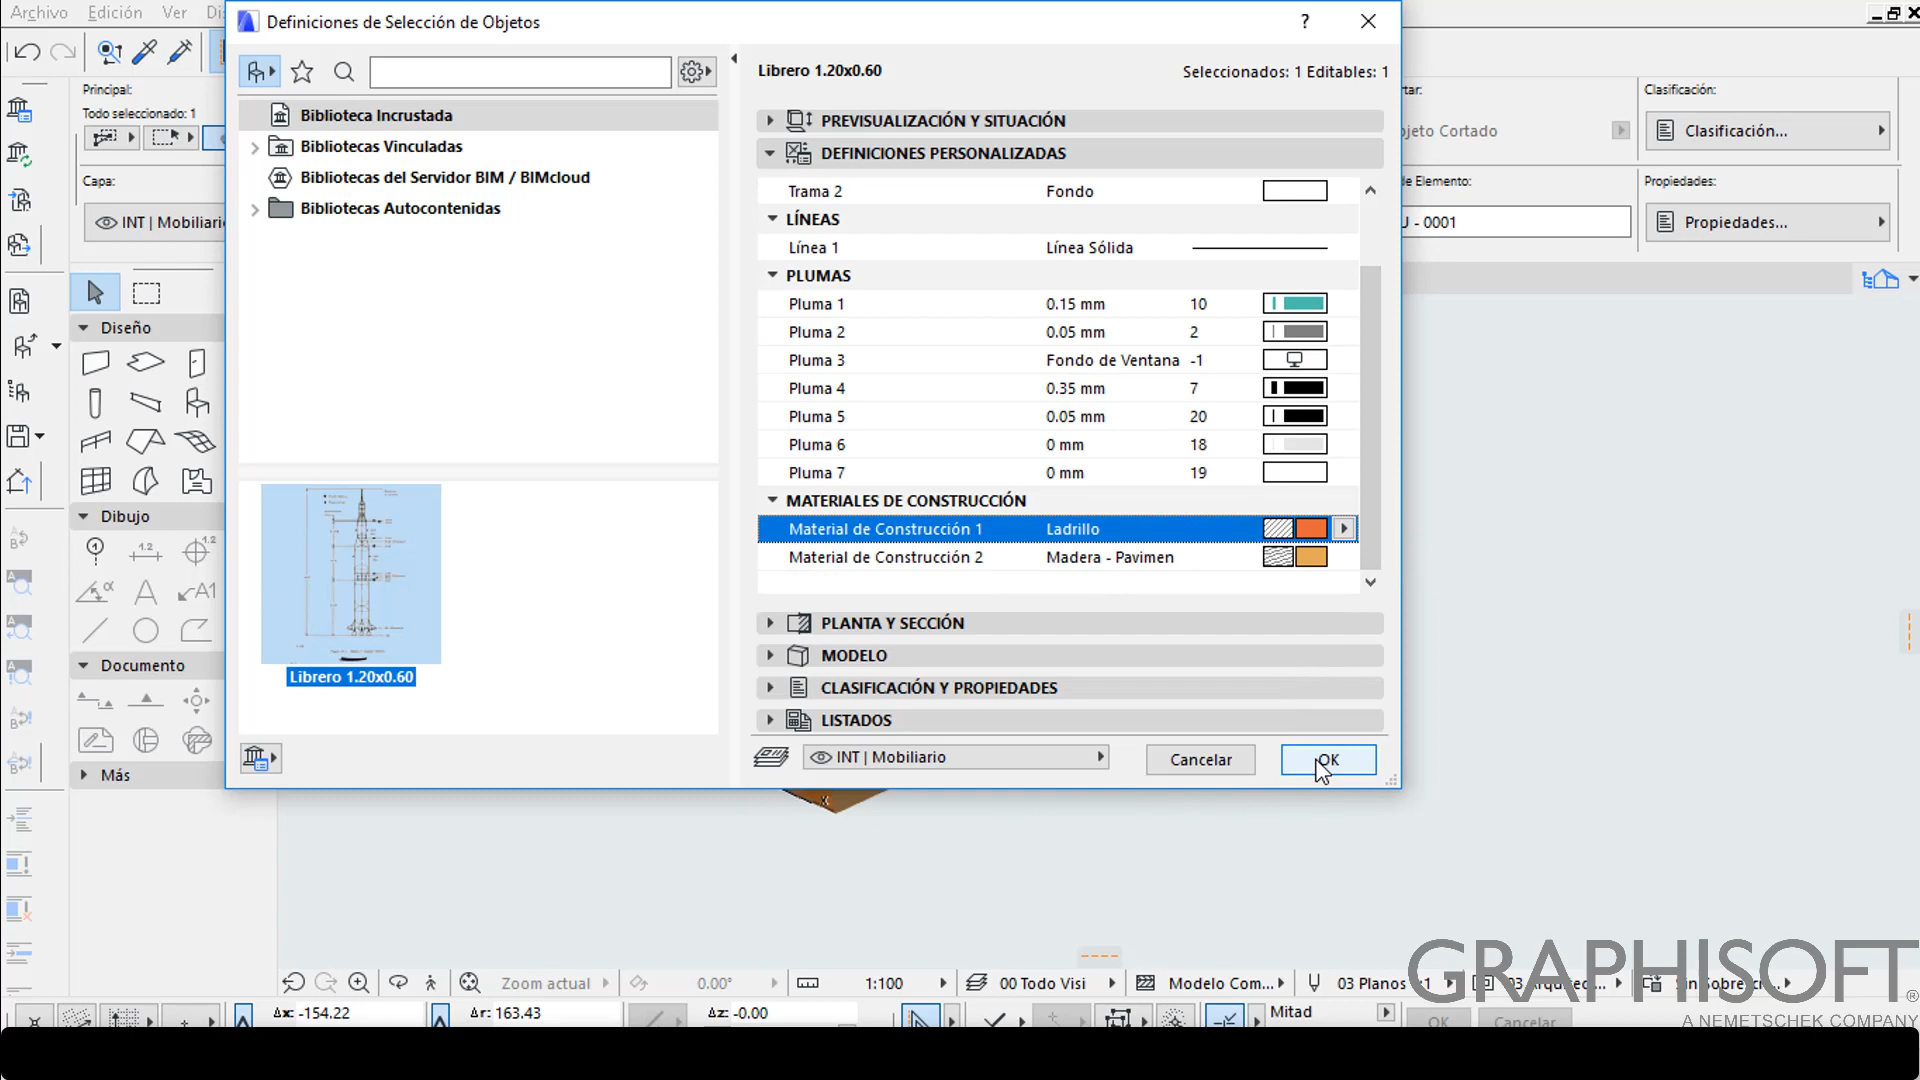 Archivo Edición Ver
Definiciones de Selección de Objetos
?
Principal:
Todo seleccionado: 1
Capa:
INT | Mobiliario
Diseño
Dibujo
1.2
A1
Documento
Más
Biblioteca Incrustada
Bibliotecas Vinculadas
Bibliotecas del Servidor BIM / BIMcloud
Bibliotecas Autocontenidas
Librero 1.20x0.60
Librero 1.20x0.60
Seleccionados: 1 Editables: 1
PREVISUALIZACIÓN Y SITUACIÓN
DEFINICIONES PERSONALIZADAS
Trama 2 Fondo
LÍNEAS
Línea 1 Línea Sólida
PLUMAS
Pluma 1 0.15 mm 10
Pluma 2 0.05 mm 2
Pluma 3 Fondo de Ventana -1
Pluma 4 0.35 mm 7
Pluma 5 0.05 mm 20
Pluma 6 0 mm 18
Pluma 7 0 mm 19
MATERIALES DE CONSTRUCCIÓN
Material de Construcción 1 Ladrillo
Material de Construcción 2 Madera - Pavimen
PLANTA Y SECCIÓN
MODELO
CLASIFICACIÓN Y PROPIEDADES
LISTADOS
INT | Mobiliario
Cancelar
OK
tar:
ojeto Cortado
de Elemento:
U - 0001
Clasificación:
Clasificación...
Propiedades:
Propiedades...
Zoom actual
0.00°
1:100
00 Todo Visi
Modelo Com...
03 Planos
Δx: -154.22
Δr: 163.43
Δz: -0.00
Mitad
OK
Cancelar
GRAPHISOFT®
A NEMETSCHEK COMPANY